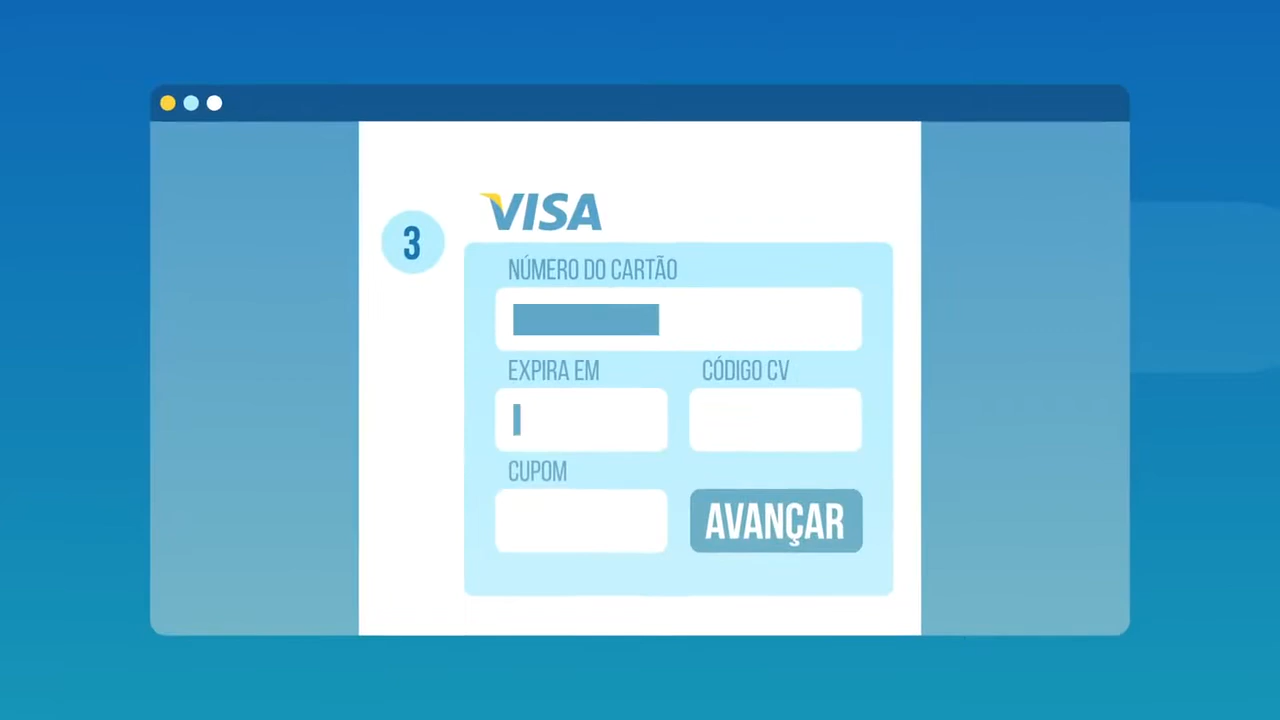 VISA
3
NÚMERO DO CARTÃO
EXPIRA EM
CÓDIGO CV
CUPOM
AVANÇAR